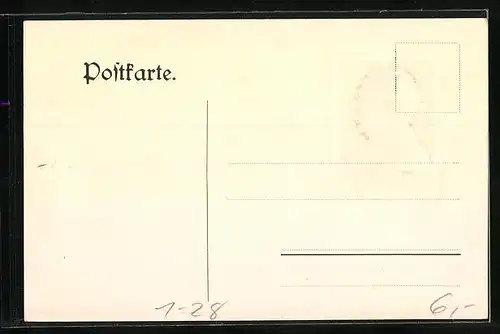 Poſtkarte.
1-28
6,-